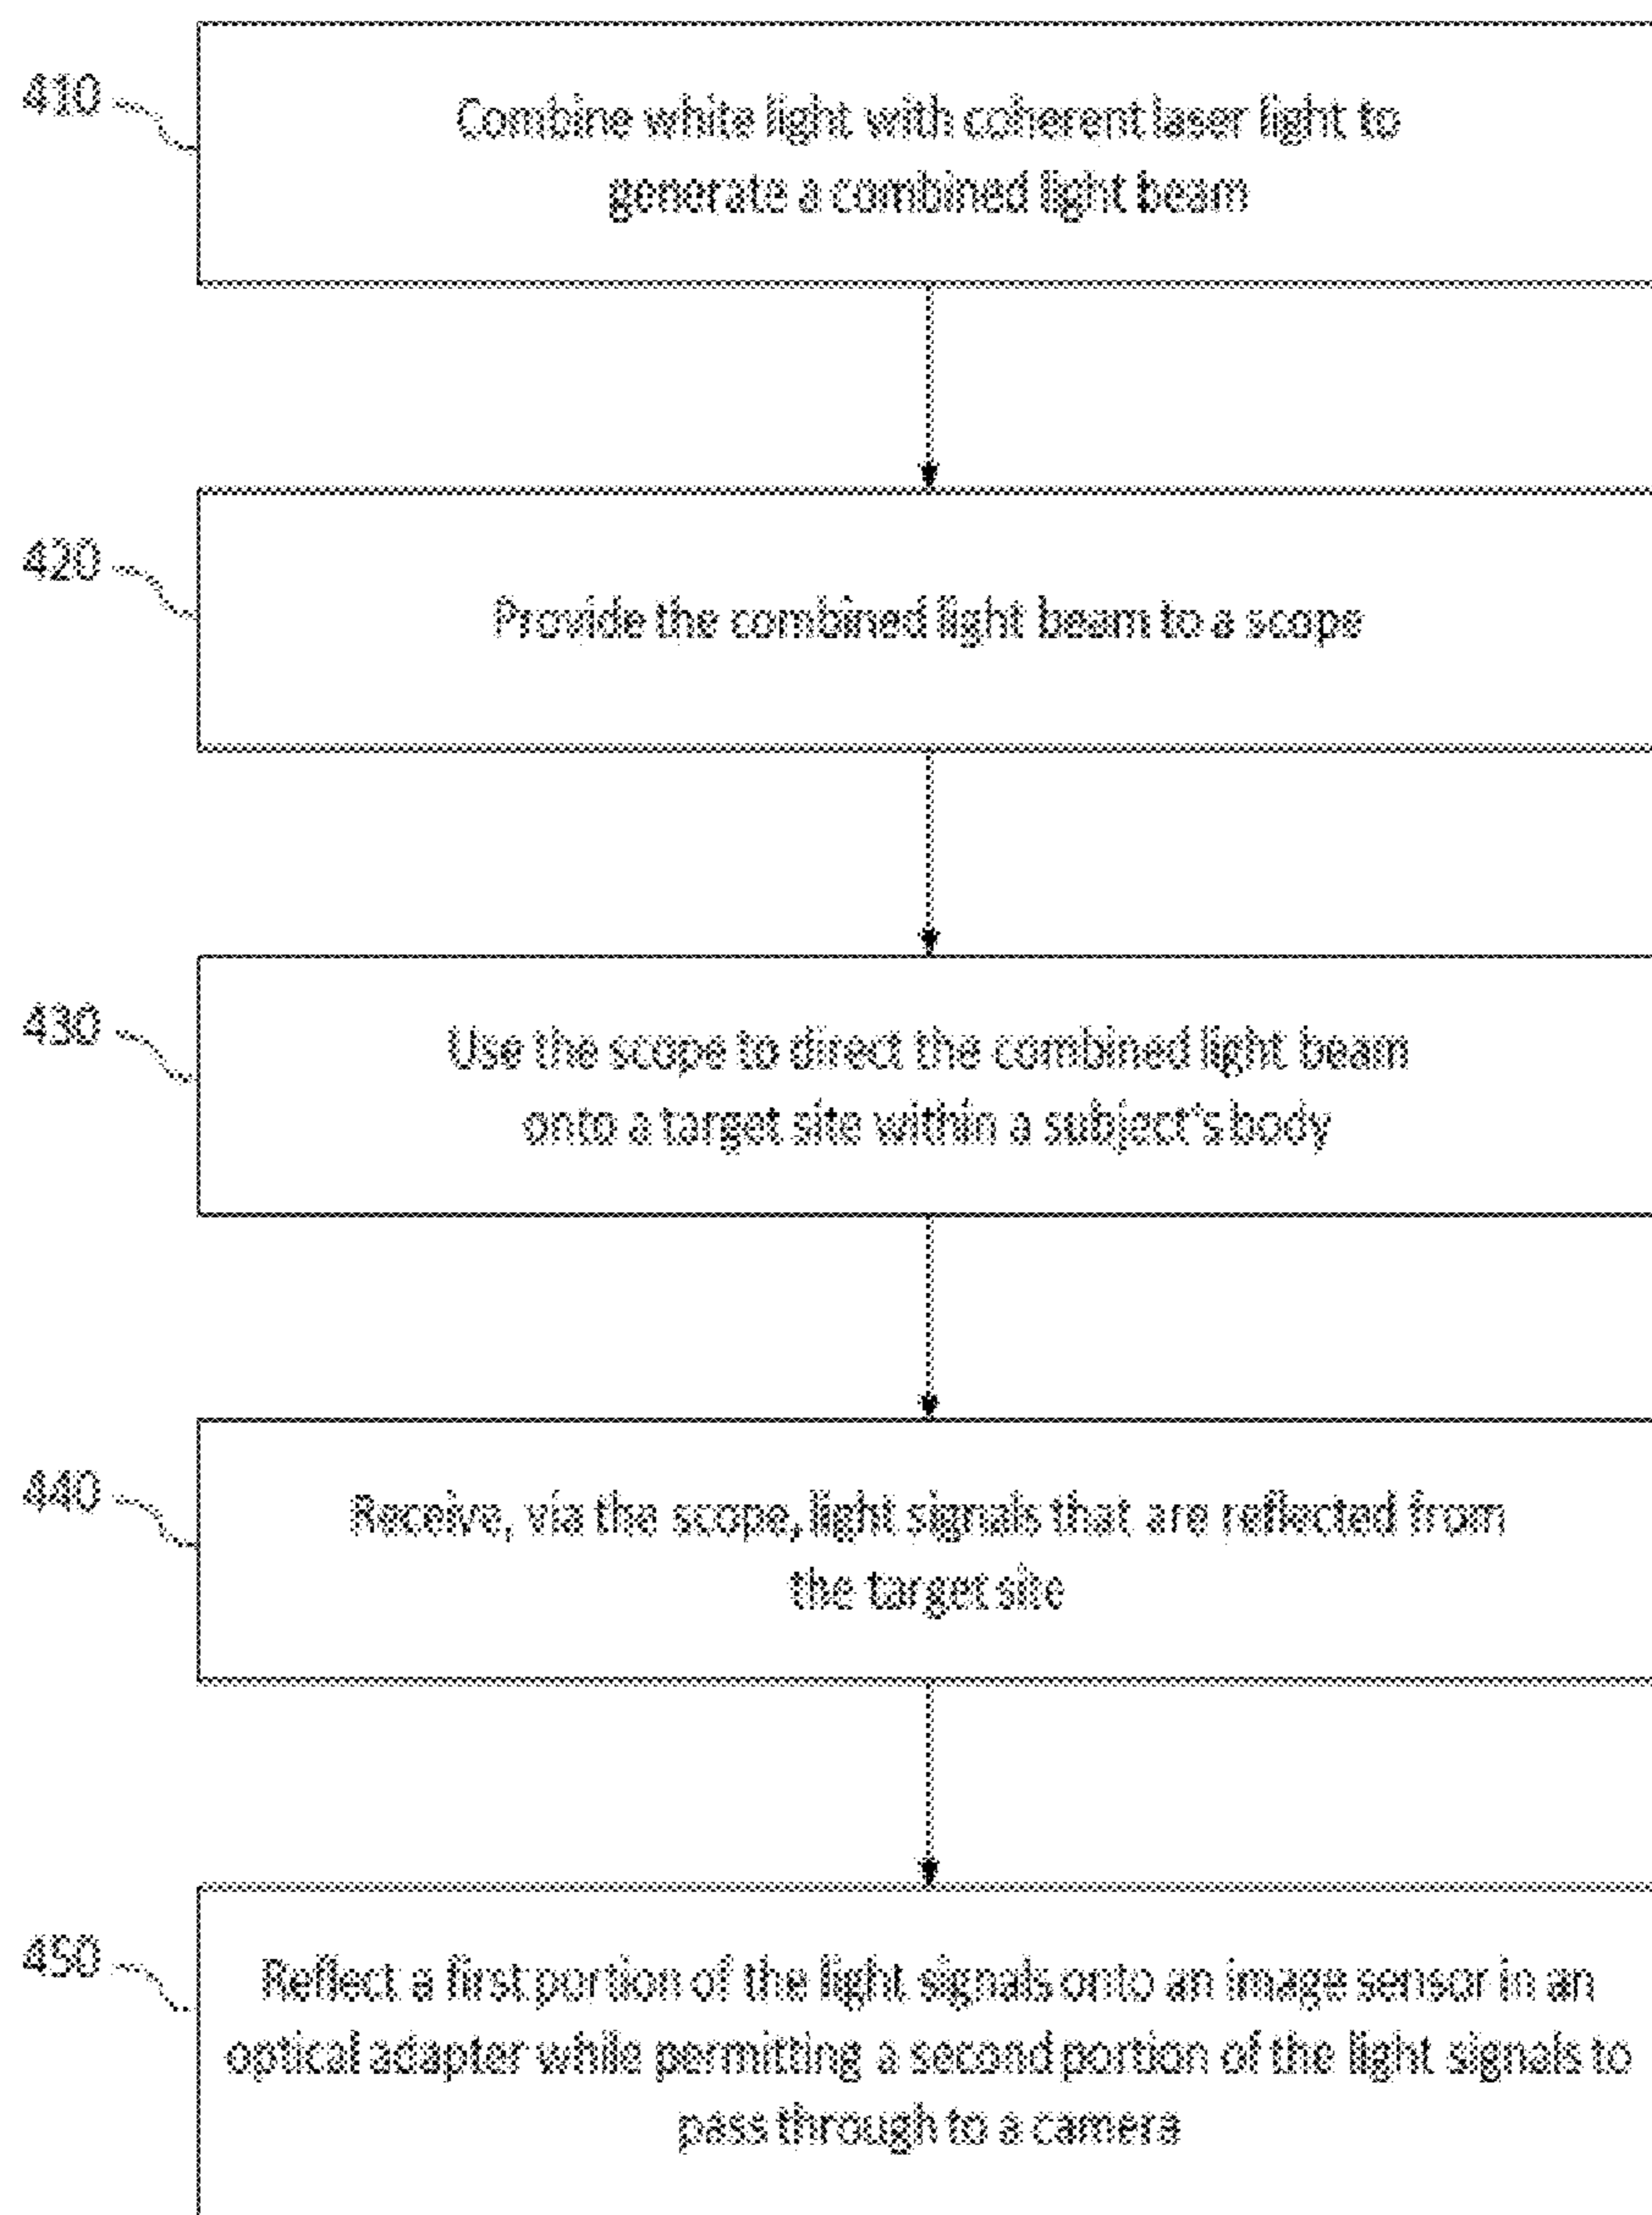 410
Combine white light with coherent laser light to
generate a combined light beam
420
Provide the combined light beam to a scope
430
Use the scope to direct the combined light beam
onto a target site within a subject's body
440
Receive, via the scope, light signals that are reflected from
the target site
450
Reflect a first portion of the light signals onto an image sensor in an
optical adapter while permitting a second portion of the light signals to
pass through to a camera